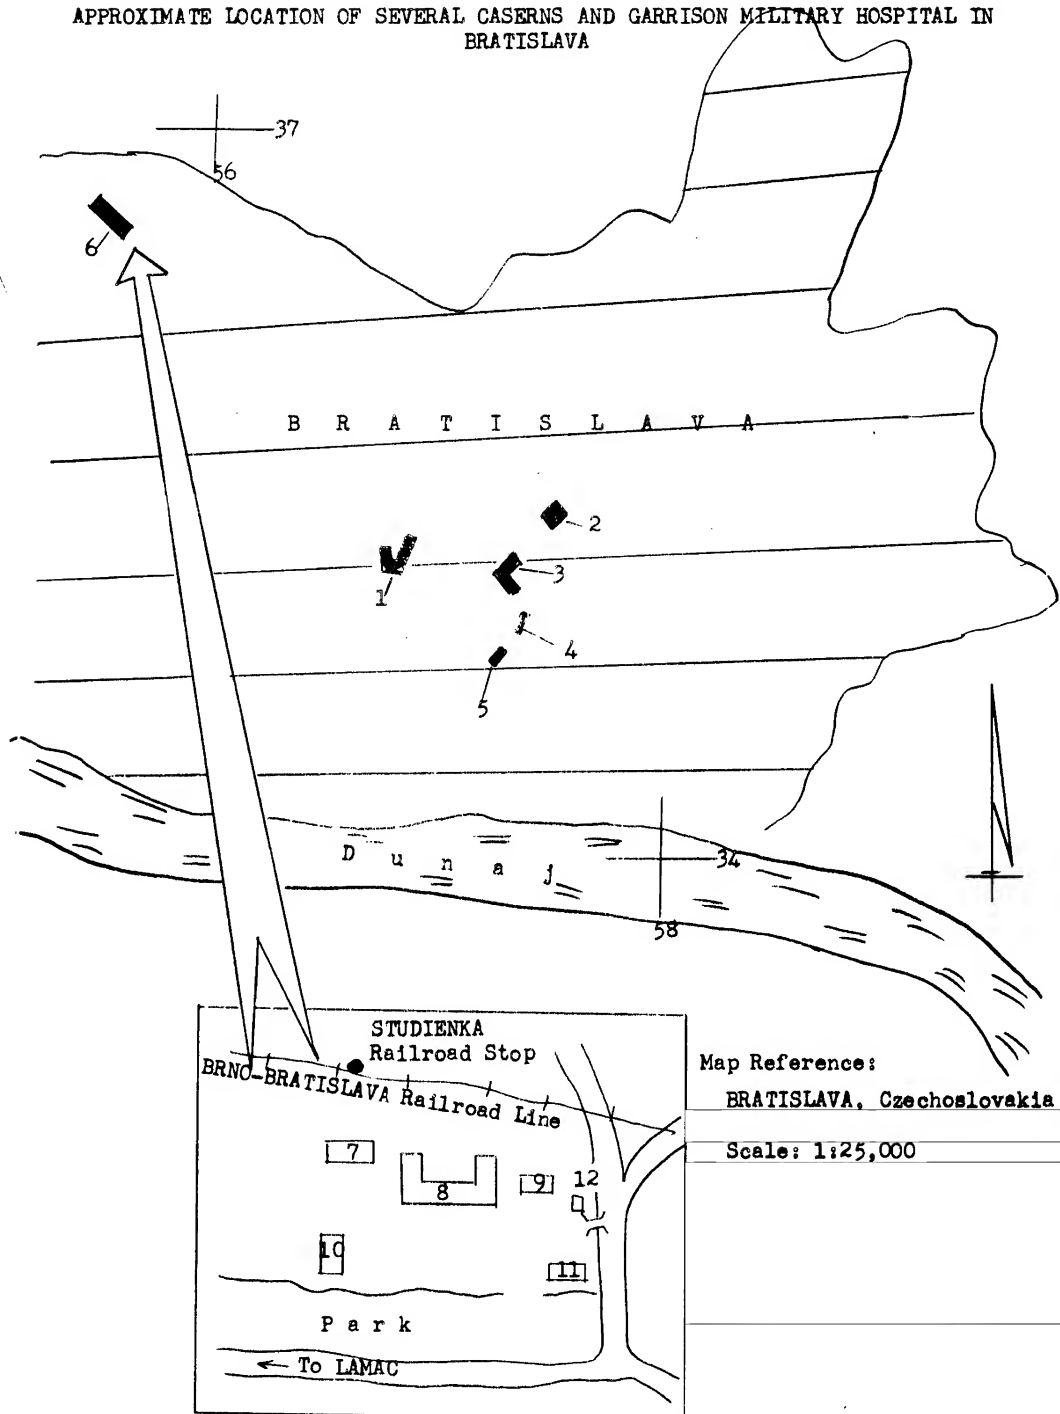 APPROXIMATE LOCATION OF SEVERAL CASERNS AND GARRISON MILITARY HOSPITAL IN
BRATISLAVA
37
56
6
B R A T I S L A V A
2
3
1
4
5
D u n a j
34
58
STUDIENKA
Railroad Stop
BRNO-BRATISLAVA Railroad Line
Map Reference:
BRATISLAVA, Czechoslovakia
Scale: 1:25,000
7
8
9
12
10
11
P a r k
← To LAMAC